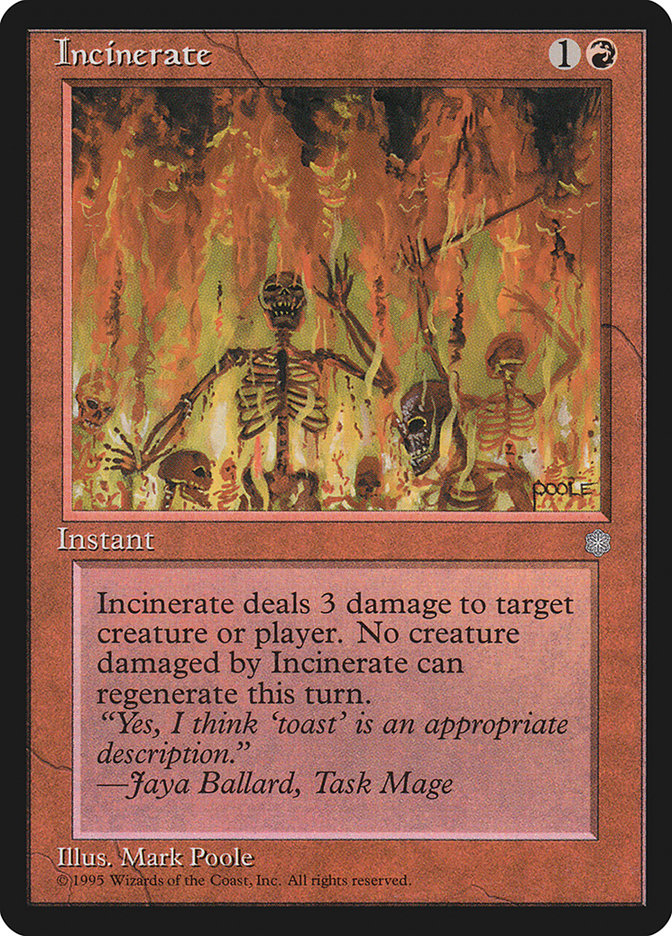 Incinerate 1
POOLE
Instant
Incinerate deals 3 damage to target
creature or player. No creature
damaged by Incinerate can
regenerate this turn.
“Yes, I think ‘toast’ is an appropriate
description.”
—Jaya Ballard, Task Mage
Illus. Mark Poole
©1995 Wizards of the Coast, Inc. All rights reserved.